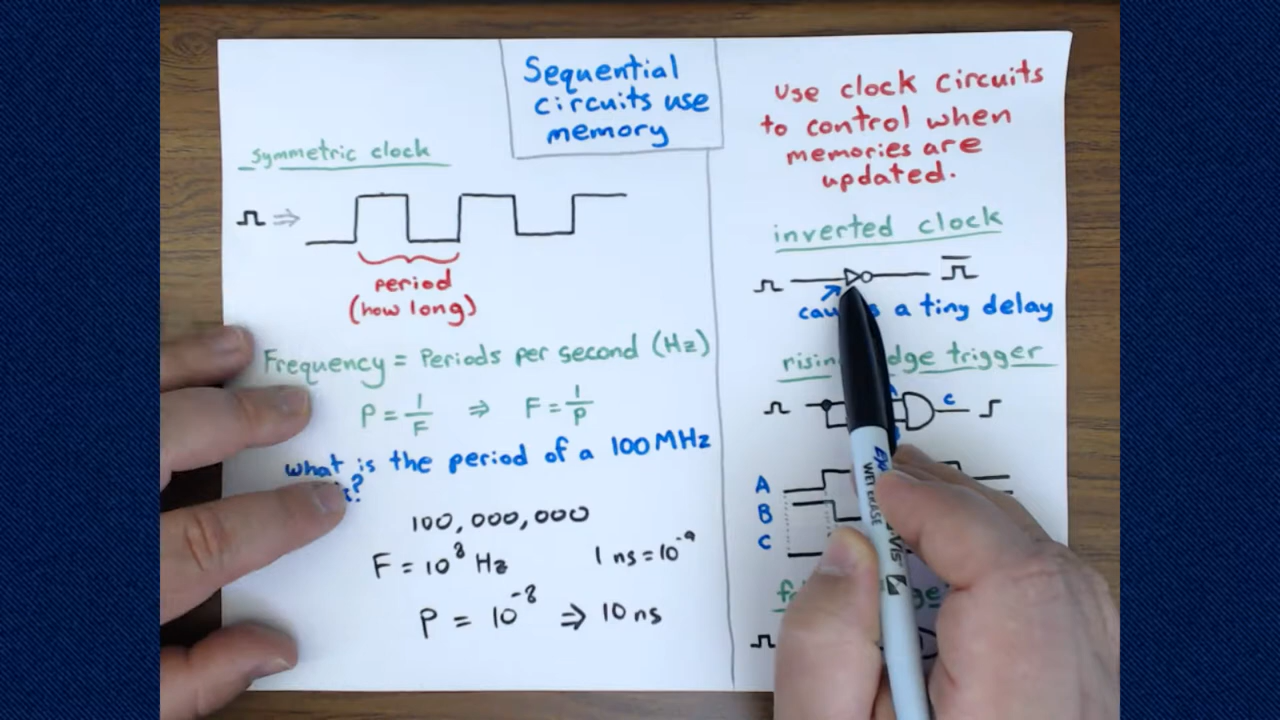 Sequential
circuits use
memory
symmetric clock
period
(how long)
Frequency = Periods per second (Hz)
P = 1/F ⇒ F = 1/P
what is the period of a 100 MHz
100,000,000
F = 10^8 Hz 1 ns = 10^-9
P = 10^-8 ⇒ 10 ns
use clock circuits
to control when
memories are
updated.
inverted clock
a tiny delay
trigger
C
A
B
C
WET ERASE